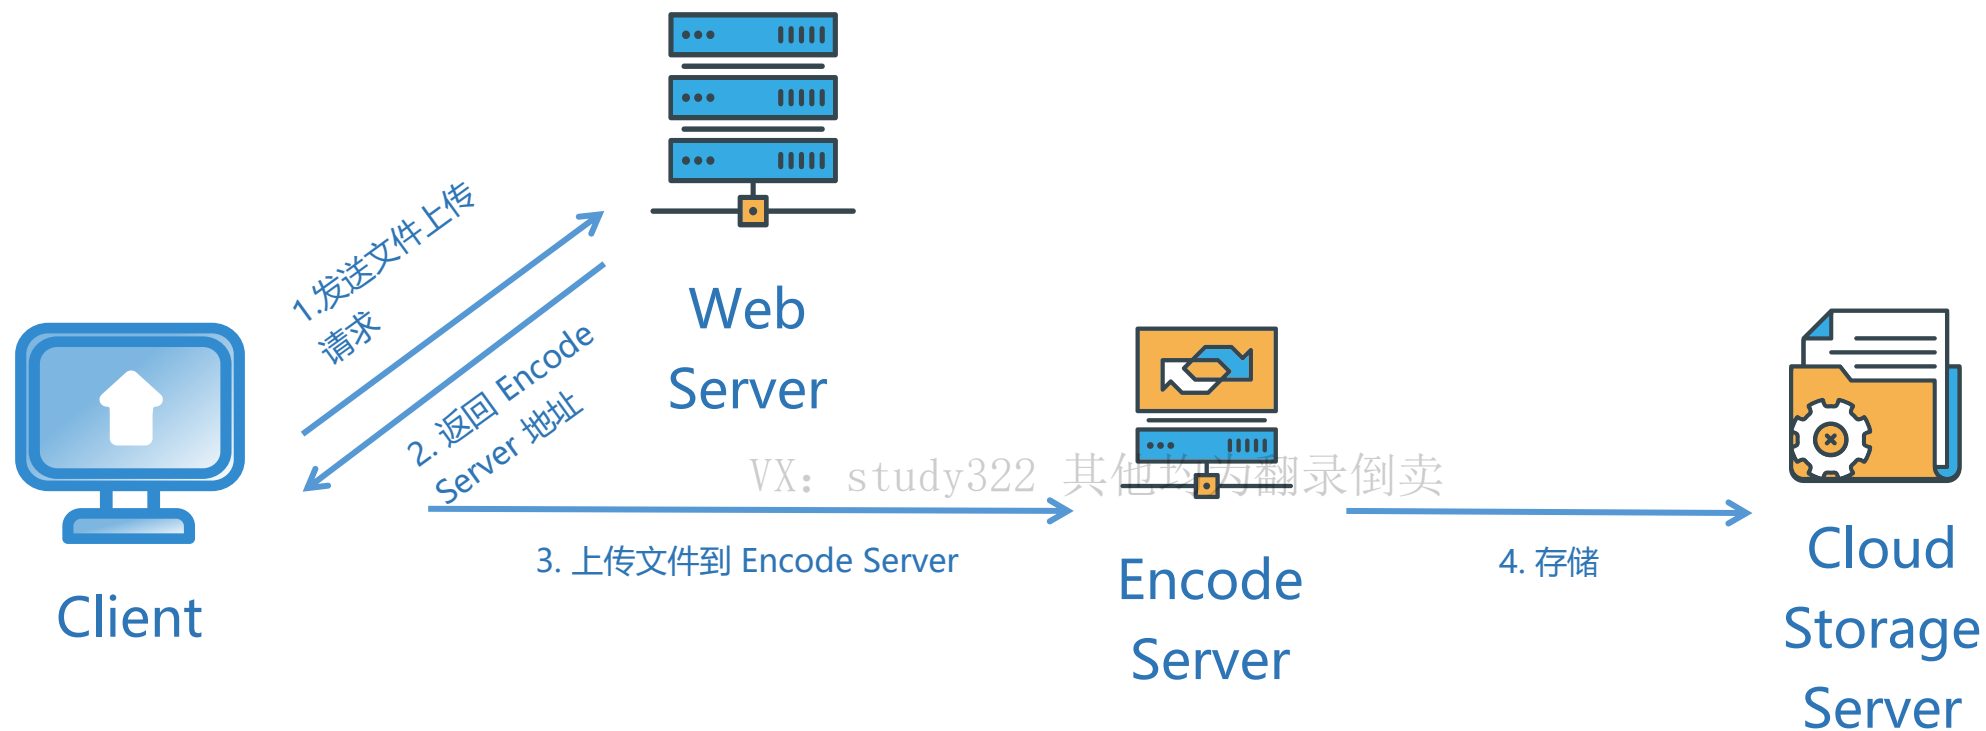 1.发送文件上传
请求
2. 返回 Encode
Server 地址
Web
Server
Client
VX: study322 其他均为翻录倒卖
3. 上传文件到 Encode Server
Encode
Server
4. 存储
Cloud
Storage
Server